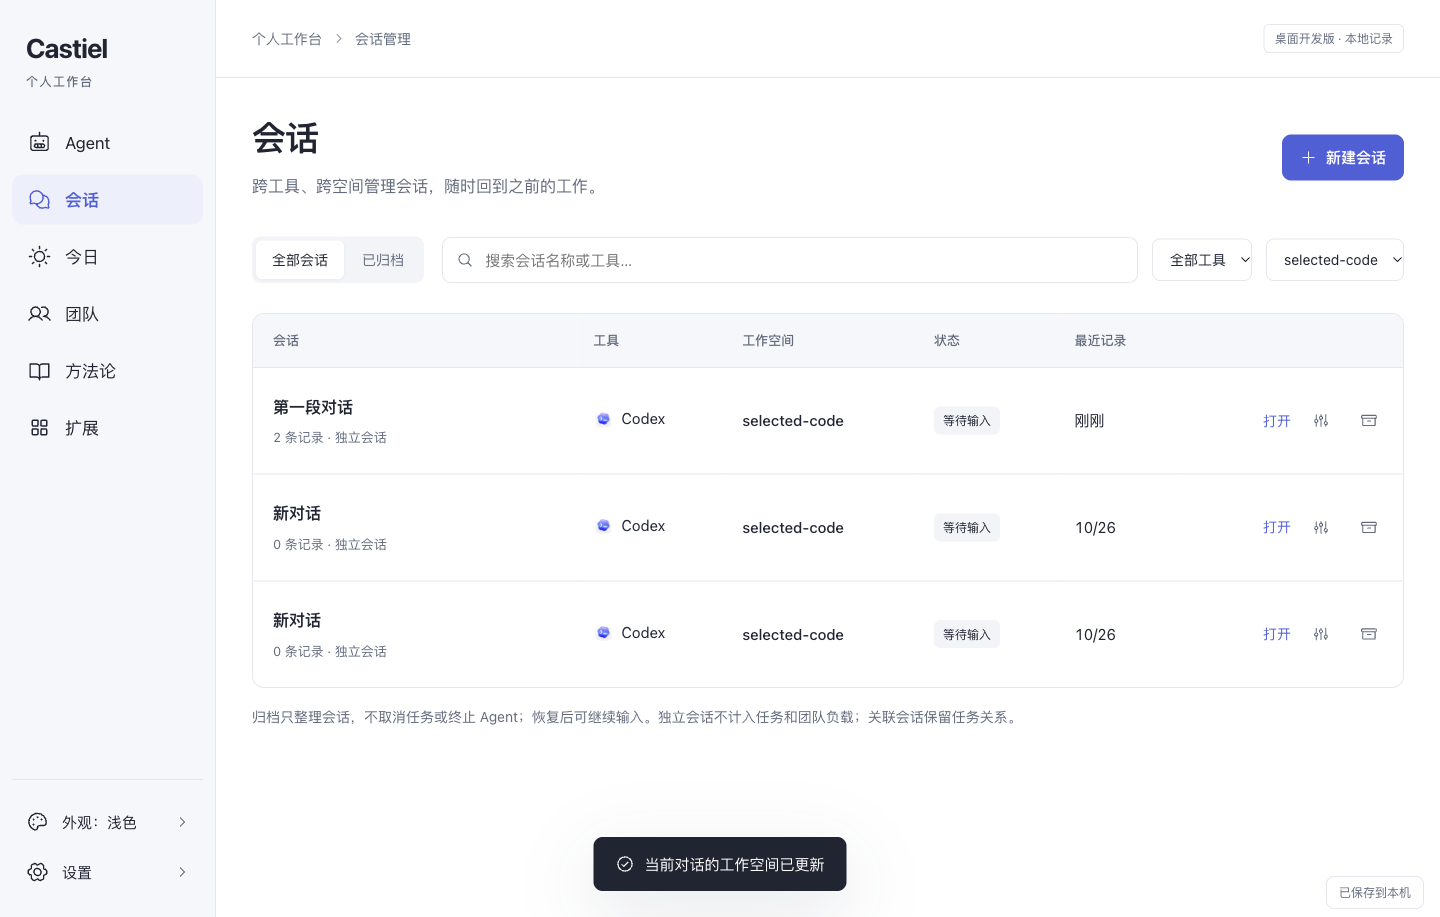 Castiel
个人工作台
Agent
会话
今日
团队
方法论
扩展
外观：浅色
设置
个人工作台 会话管理
桌面开发版 · 本地记录
会话
跨工具、跨空间管理会话，随时回到之前的工作。
新建会话
全部会话 已归档 搜索会话名称或工具... 全部工具 selected-code
会话 工具 工作空间 状态 最近记录
第一段对话
2 条记录 · 独立会话
Codex selected-code 等待输入 刚刚 打开
新对话
0 条记录 · 独立会话
Codex selected-code 等待输入 10/26 打开
新对话
0 条记录 · 独立会话
Codex selected-code 等待输入 10/26 打开
归档只整理会话，不取消任务或终止 Agent；恢复后可继续输入。独立会话不计入任务和团队负载；关联会话保留任务关系。
当前对话的工作空间已更新
已保存到本机